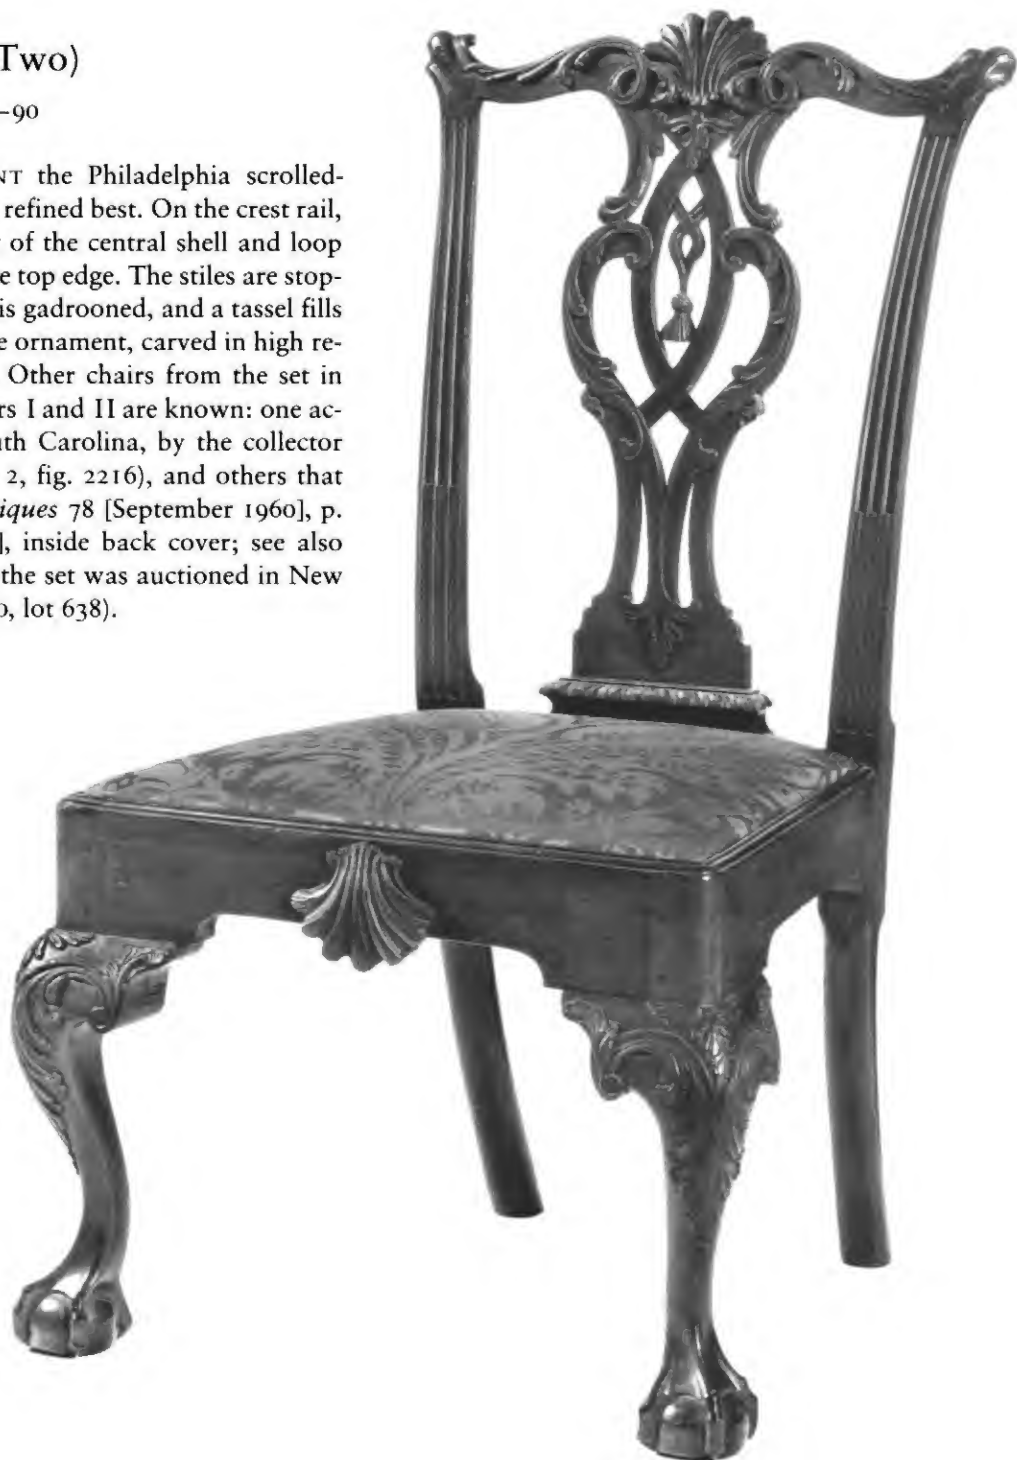 Two)
–90
NT the Philadelphia scrolled-
refined best. On the crest rail,
of the central shell and loop
e top edge. The stiles are stop-
is gadrooned, and a tassel fills
e ornament, carved in high re-
Other chairs from the set in
rs I and II are known: one ac-
th Carolina, by the collector
2, fig. 2216), and others that
iques 78 [September 1960], p.
], inside back cover; see also
the set was auctioned in New
o, lot 638).